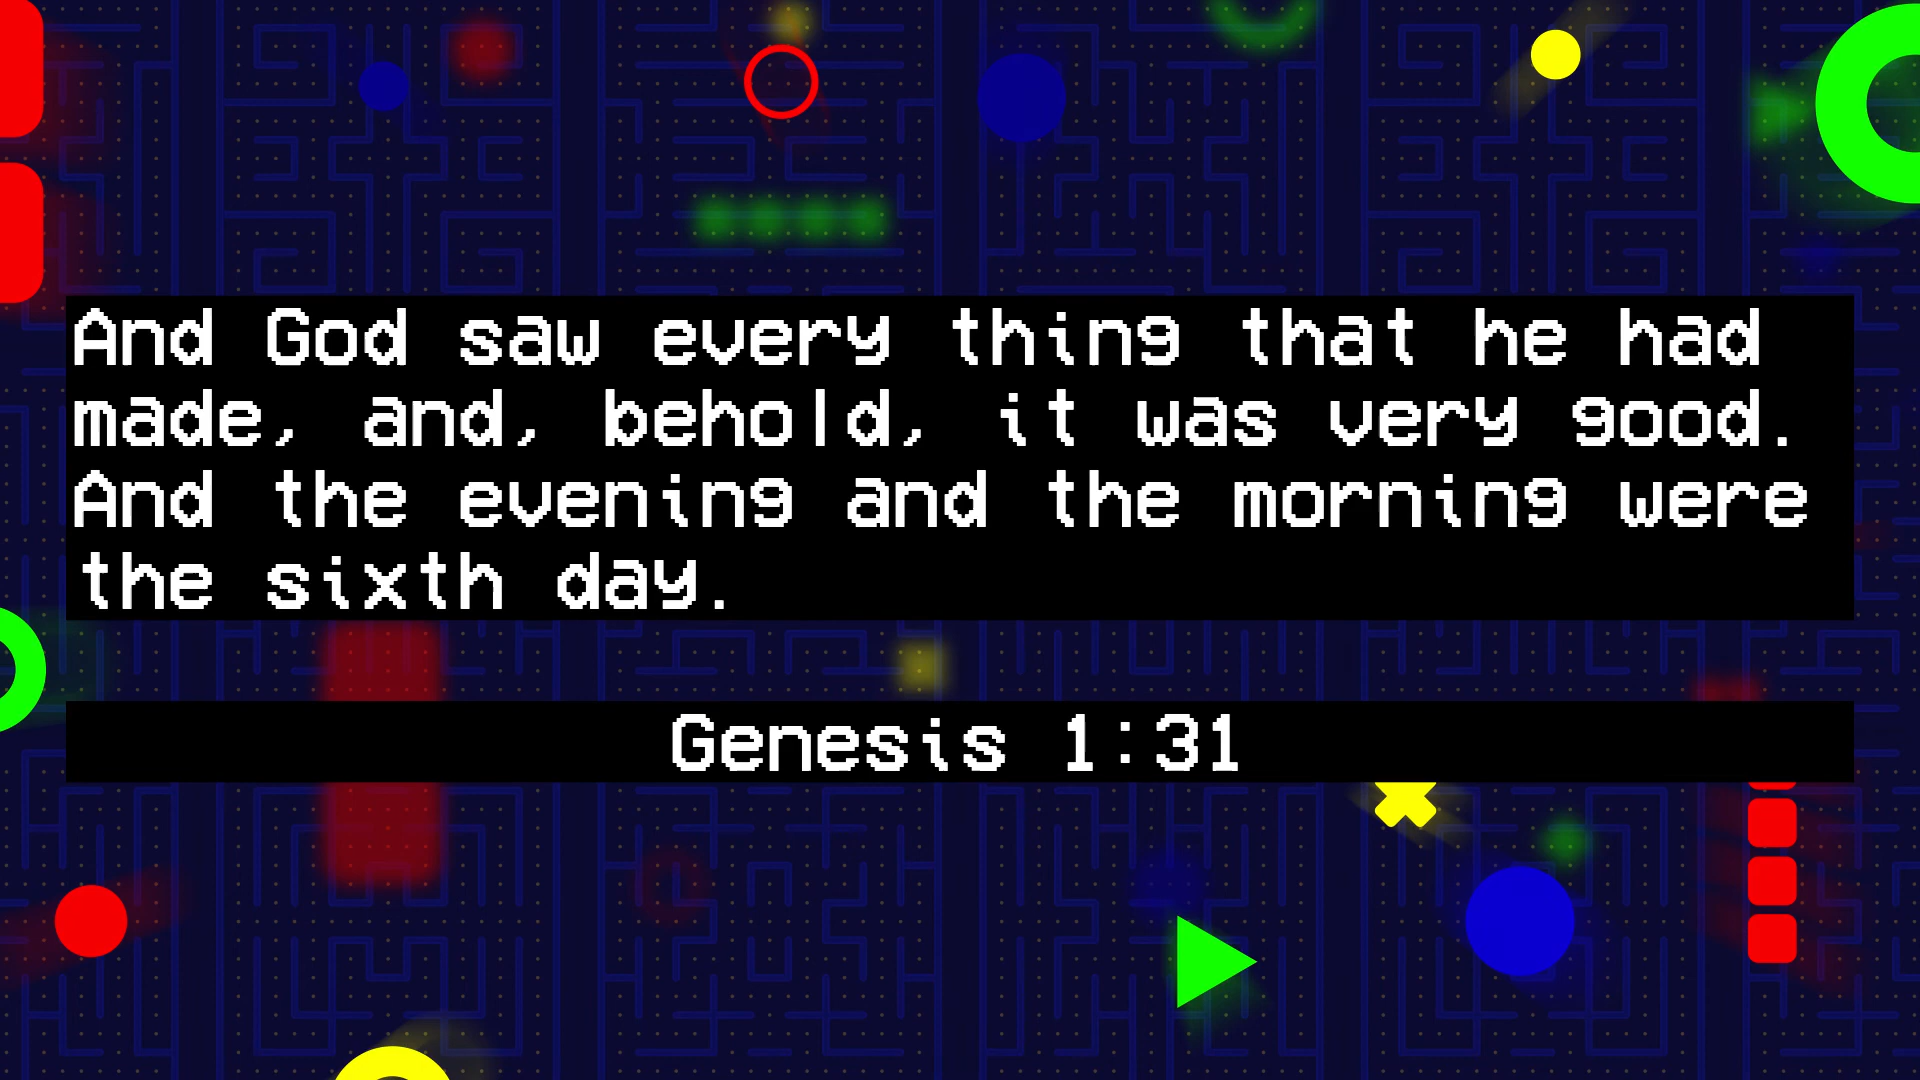 And God saw every thing that he had
made, and, behold, it was very good.
And the evening and the morning were
the sixth day.
Genesis 1:31